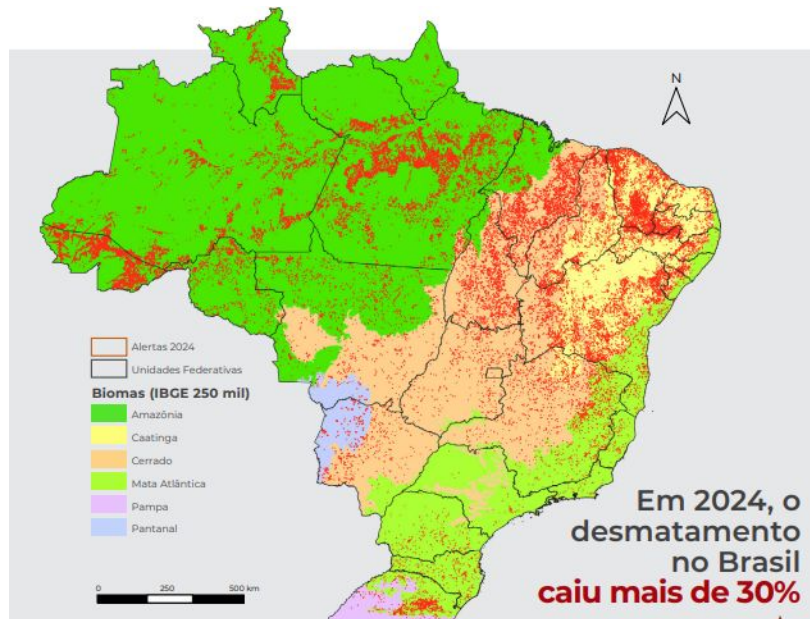 N
Alertas 2024
Unidades Federativas
Biomas (IBGE 250 mil)
Amazônia
Caatinga
Cerrado
Mata Atlântica
Pampa
Pantanal
0 250 500 km
Em 2024, o
desmatamento
no Brasil
caiu mais de 30%